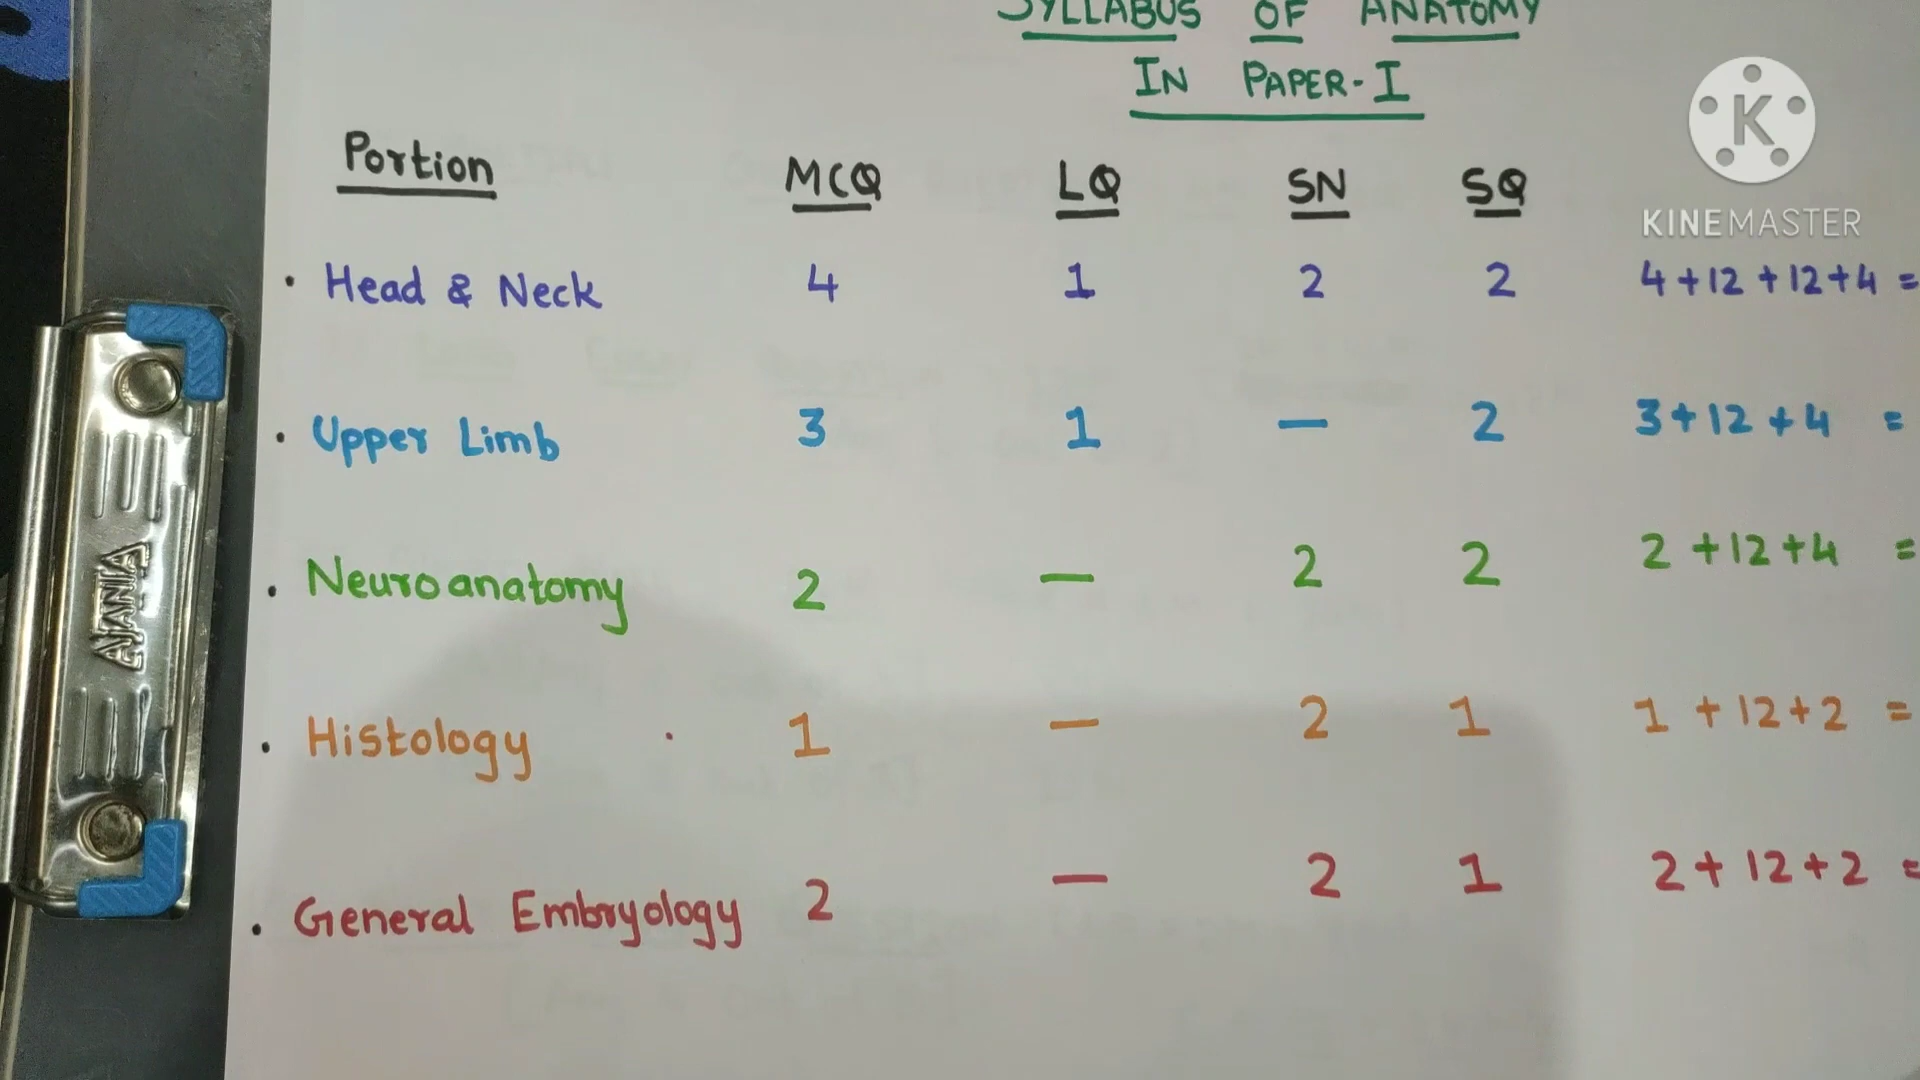 SYLLABUS OF ANATOMY
IN PAPER-I
Portion MCQ LQ SN SQ
• Head & Neck 4 1 2 2 4+12+12+4 =
• Upper Limb 3 1 — 2 3+12+4 =
• Neuroanatomy 2 — 2 2 2+12+4 =
• Histology 1 — 2 1 1+12+2 =
• General Embryology 2 — 2 1 2+12+2 =
K
KINEMASTER
AJANTA